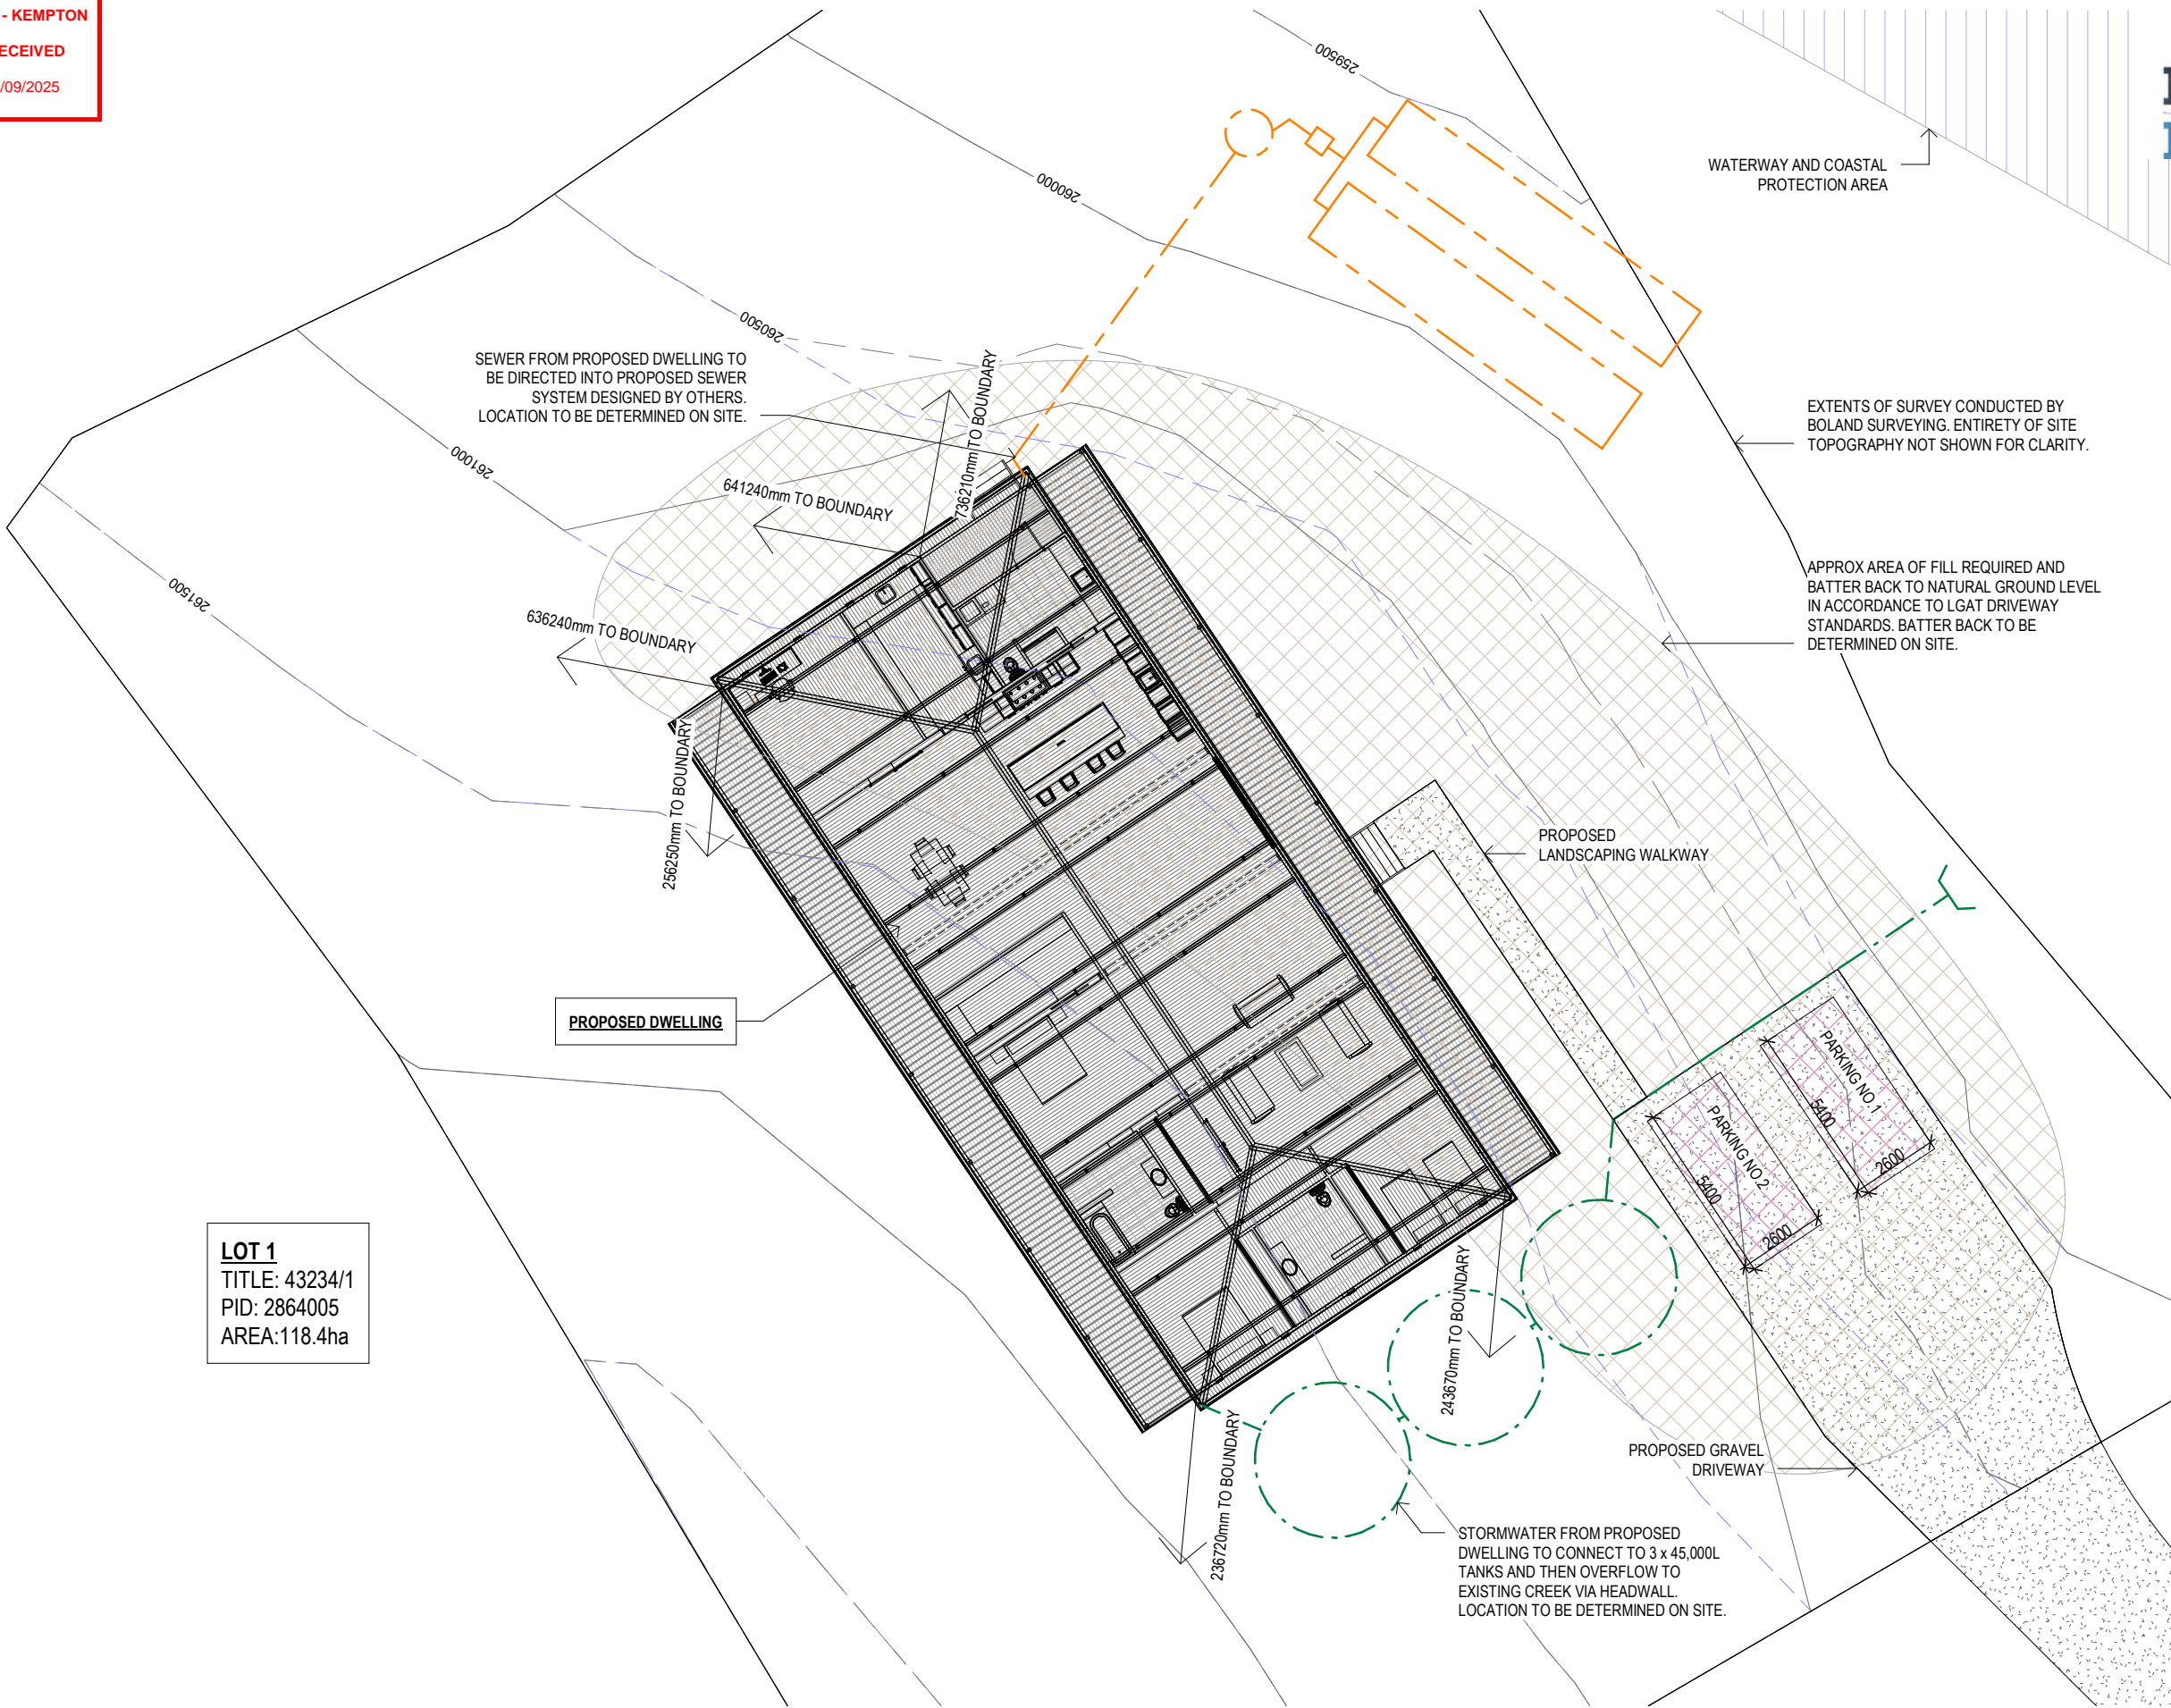 - KEMPTON
ECEIVED
/09/2025
259500
WATERWAY AND COASTAL
PROTECTION AREA
260000
260500
SEWER FROM PROPOSED DWELLING TO
BE DIRECTED INTO PROPOSED SEWER
SYSTEM DESIGNED BY OTHERS.
LOCATION TO BE DETERMINED ON SITE.
736210mm TO BOUNDARY
EXTENTS OF SURVEY CONDUCTED BY
BOLAND SURVEYING. ENTIRETY OF SITE
TOPOGRAPHY NOT SHOWN FOR CLARITY.
261000
641240mm TO BOUNDARY
261500
636240mm TO BOUNDARY
APPROX AREA OF FILL REQUIRED AND
BATTER BACK TO NATURAL GROUND LEVEL
IN ACCORDANCE TO LGAT DRIVEWAY
STANDARDS. BATTER BACK TO BE
DETERMINED ON SITE.
256250mm TO BOUNDARY
PROPOSED
LANDSCAPING WALKWAY
PROPOSED DWELLING
PARKING NO.1
5400
2600
PARKING NO.2
5400
2600
LOT 1
TITLE: 43234/1
PID: 2864005
AREA:118.4ha
243670mm TO BOUNDARY
236720mm TO BOUNDARY
PROPOSED GRAVEL
DRIVEWAY
STORMWATER FROM PROPOSED
DWELLING TO CONNECT TO 3 x 45,000L
TANKS AND THEN OVERFLOW TO
EXISTING CREEK VIA HEADWALL.
LOCATION TO BE DETERMINED ON SITE.